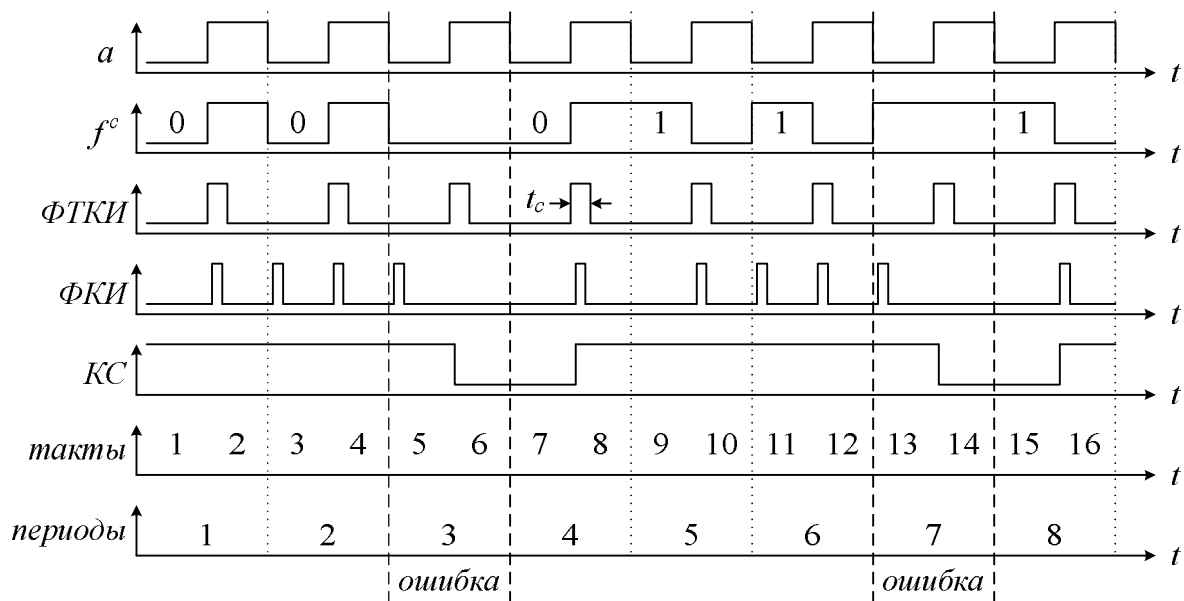 a t
f^c 0 0 0 1 1 1 t
ФТКИ t_c t
ФКИ t
КС t
такты 1 2 3 4 5 6 7 8 9 10 11 12 13 14 15 16 t
периоды 1 2 3 4 5 6 7 8 t
ошибка ошибка